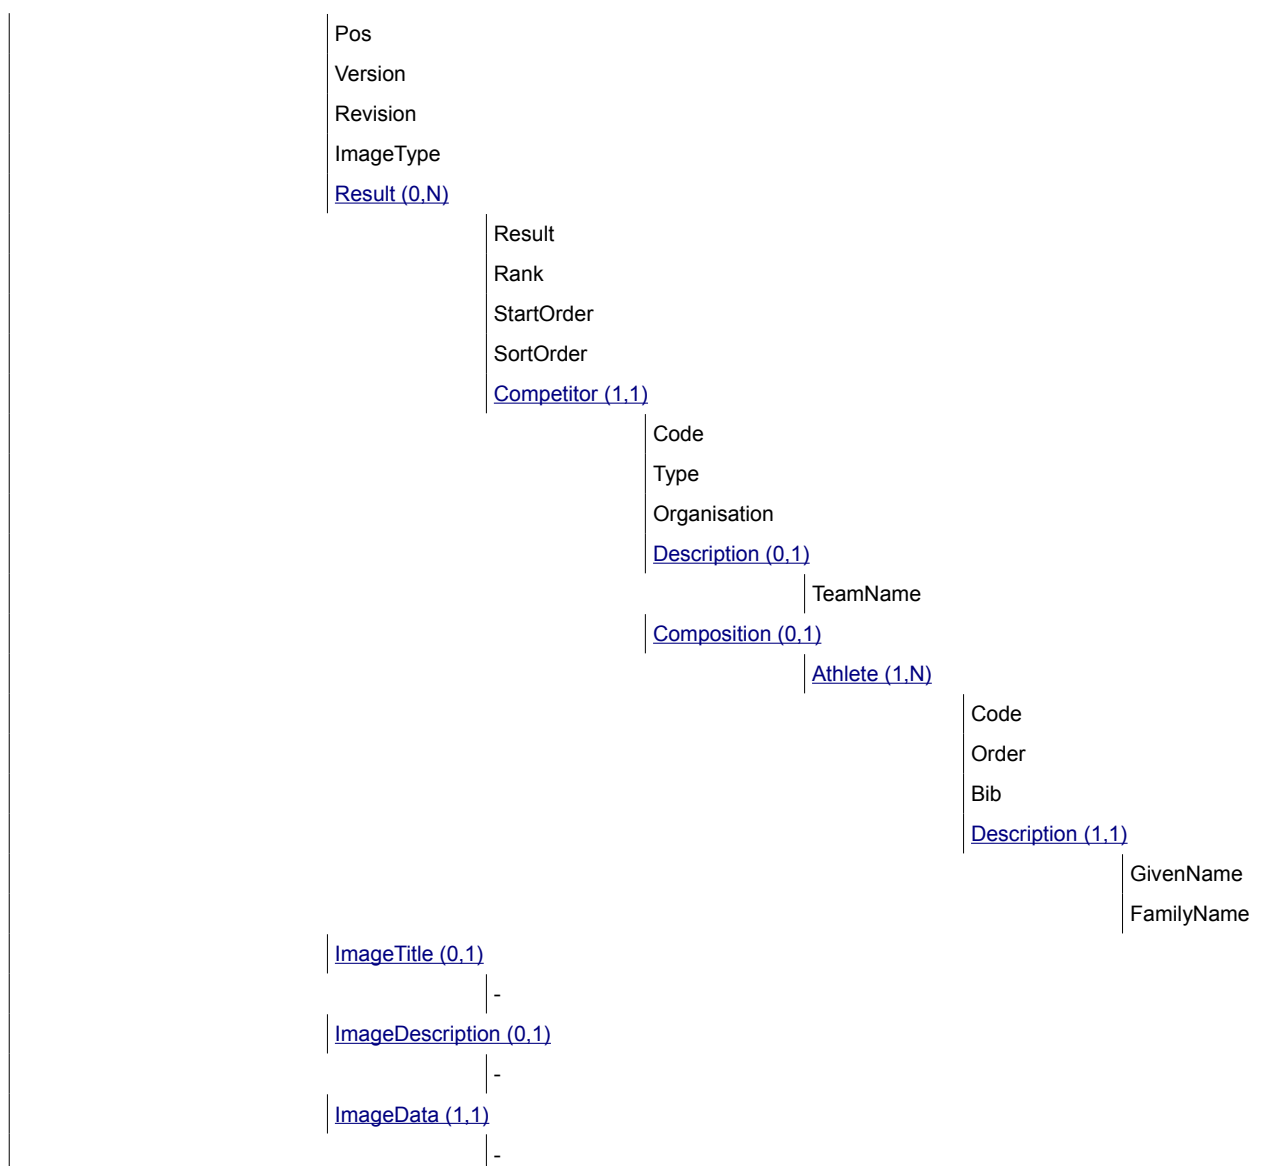 Pos
Version
Revision
ImageType
Result (0,N)
Result
Rank
StartOrder
SortOrder
Competitor (1,1)
Code
Type
Organisation
Description (0,1)
TeamName
Composition (0,1)
Athlete (1,N)
Code
Order
Bib
Description (1,1)
GivenName
FamilyName
ImageTitle (0,1)
-
ImageDescription (0,1)
-
ImageData (1,1)
-